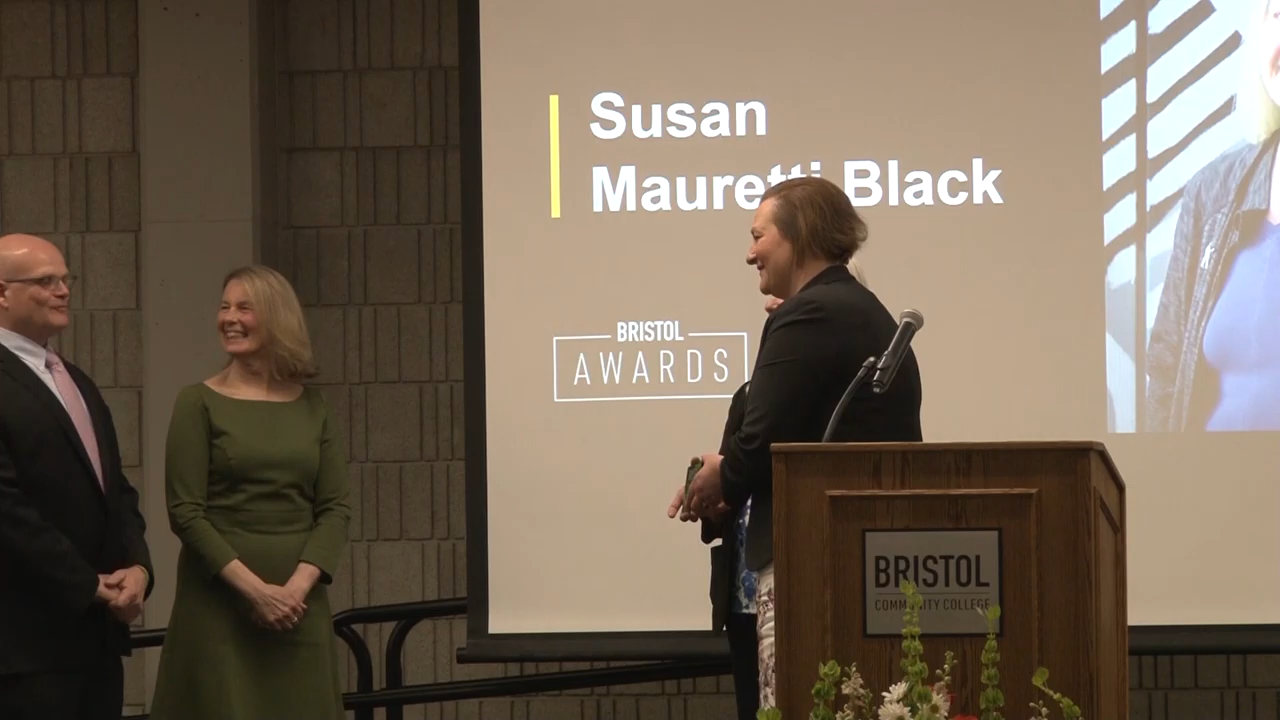 Susan
Mauretti Black
BRISTOL
AWARDS
BRISTOL
COMMUNITY COLLEGE